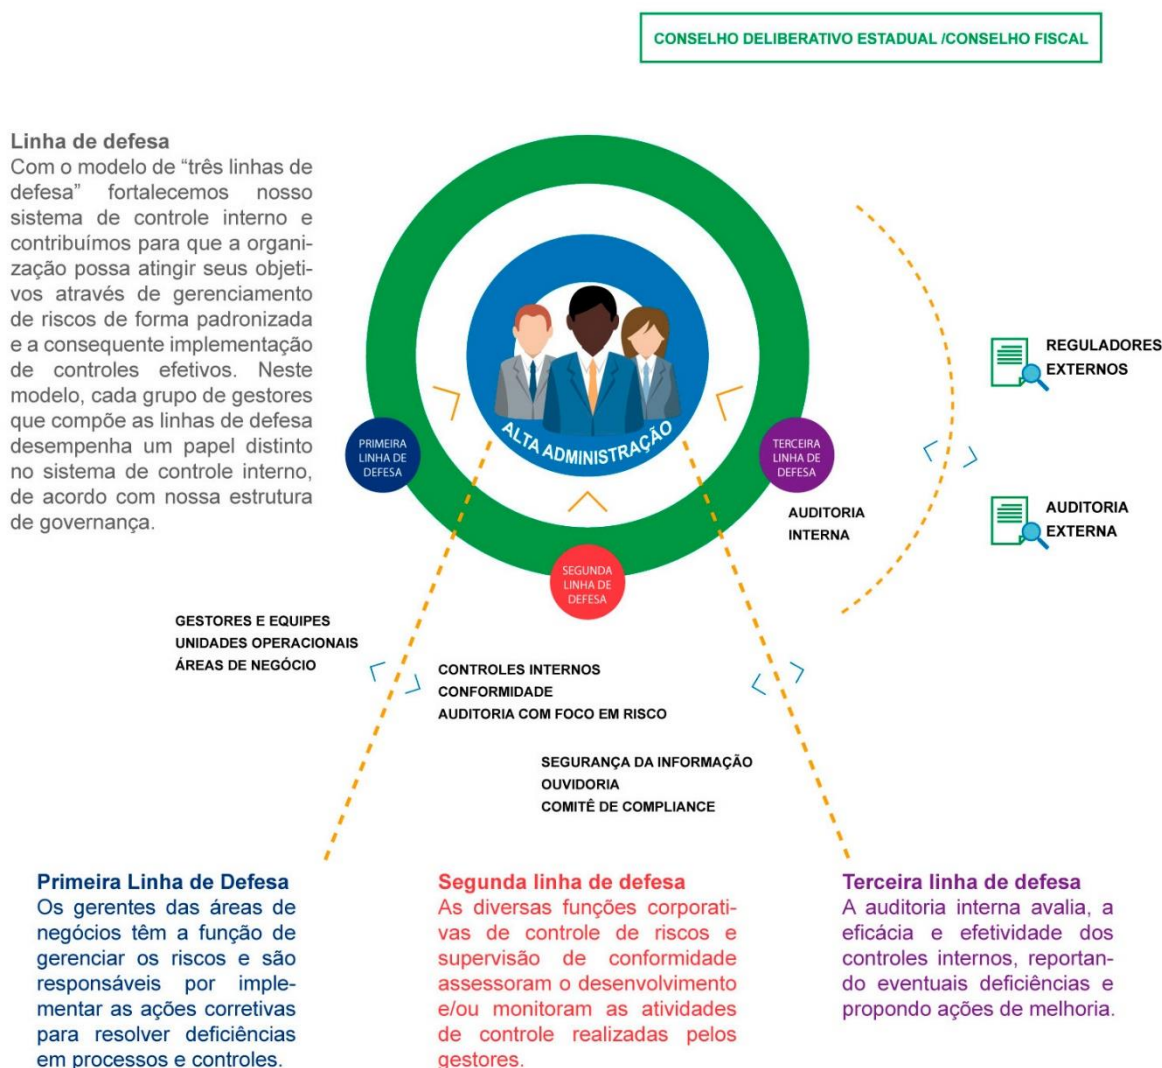 CONSELHO DELIBERATIVO ESTADUAL /CONSELHO FISCAL
Linha de defesa
Com o modelo de “três linhas de
defesa” fortalecemos nosso
sistema de controle interno e
contribuímos para que a organi-
zação possa atingir seus objeti-
vos através de gerenciamento
de riscos de forma padronizada
e a consequente implementação
de controles efetivos. Neste
modelo, cada grupo de gestores
que compõe as linhas de defesa
desempenha um papel distinto
no sistema de controle interno,
de acordo com nossa estrutura
de governança.
ALTA ADMINISTRAÇÃO
PRIMEIRA
LINHA DE
DEFESA
SEGUNDA
LINHA DE
DEFESA
TERCEIRA
LINHA DE
DEFESA
AUDITORIA
INTERNA
REGULADORES
EXTERNOS
AUDITORIA
EXTERNA
GESTORES E EQUIPES
UNIDADES OPERACIONAIS
ÁREAS DE NEGÓCIO
CONTROLES INTERNOS
CONFORMIDADE
AUDITORIA COM FOCO EM RISCO
SEGURANÇA DA INFORMAÇÃO
OUVIDORIA
COMITÊ DE COMPLIANCE
Primeira Linha de Defesa
Os gerentes das áreas de
negócios têm a função de
gerenciar os riscos e são
responsáveis por imple-
mentar as ações corretivas
para resolver deficiências
em processos e controles.
Segunda linha de defesa
As diversas funções corporati-
vas de controle de riscos e
supervisão de conformidade
assessoram o desenvolvimento
e/ou monitoram as atividades
de controle realizadas pelos
gestores.
Terceira linha de defesa
A auditoria interna avalia, a
eficácia e efetividade dos
controles internos, reportan-
do eventuais deficiências e
propondo ações de melhoria.